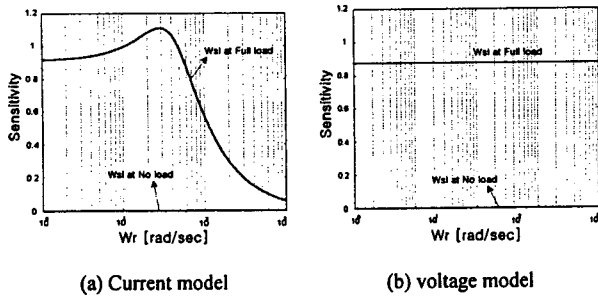 1.2
1
0.8
0.6
0.4
0.2
0
Sensitivity
Wsl at Full load
Wsl at No load
Wr [rad/sec]
(a) Current model
1.2
1
0.8
0.6
0.4
0.2
0
Sensitivity
Wsl at Full load
Wsl at No load
Wr [rad/sec]
(b) voltage model